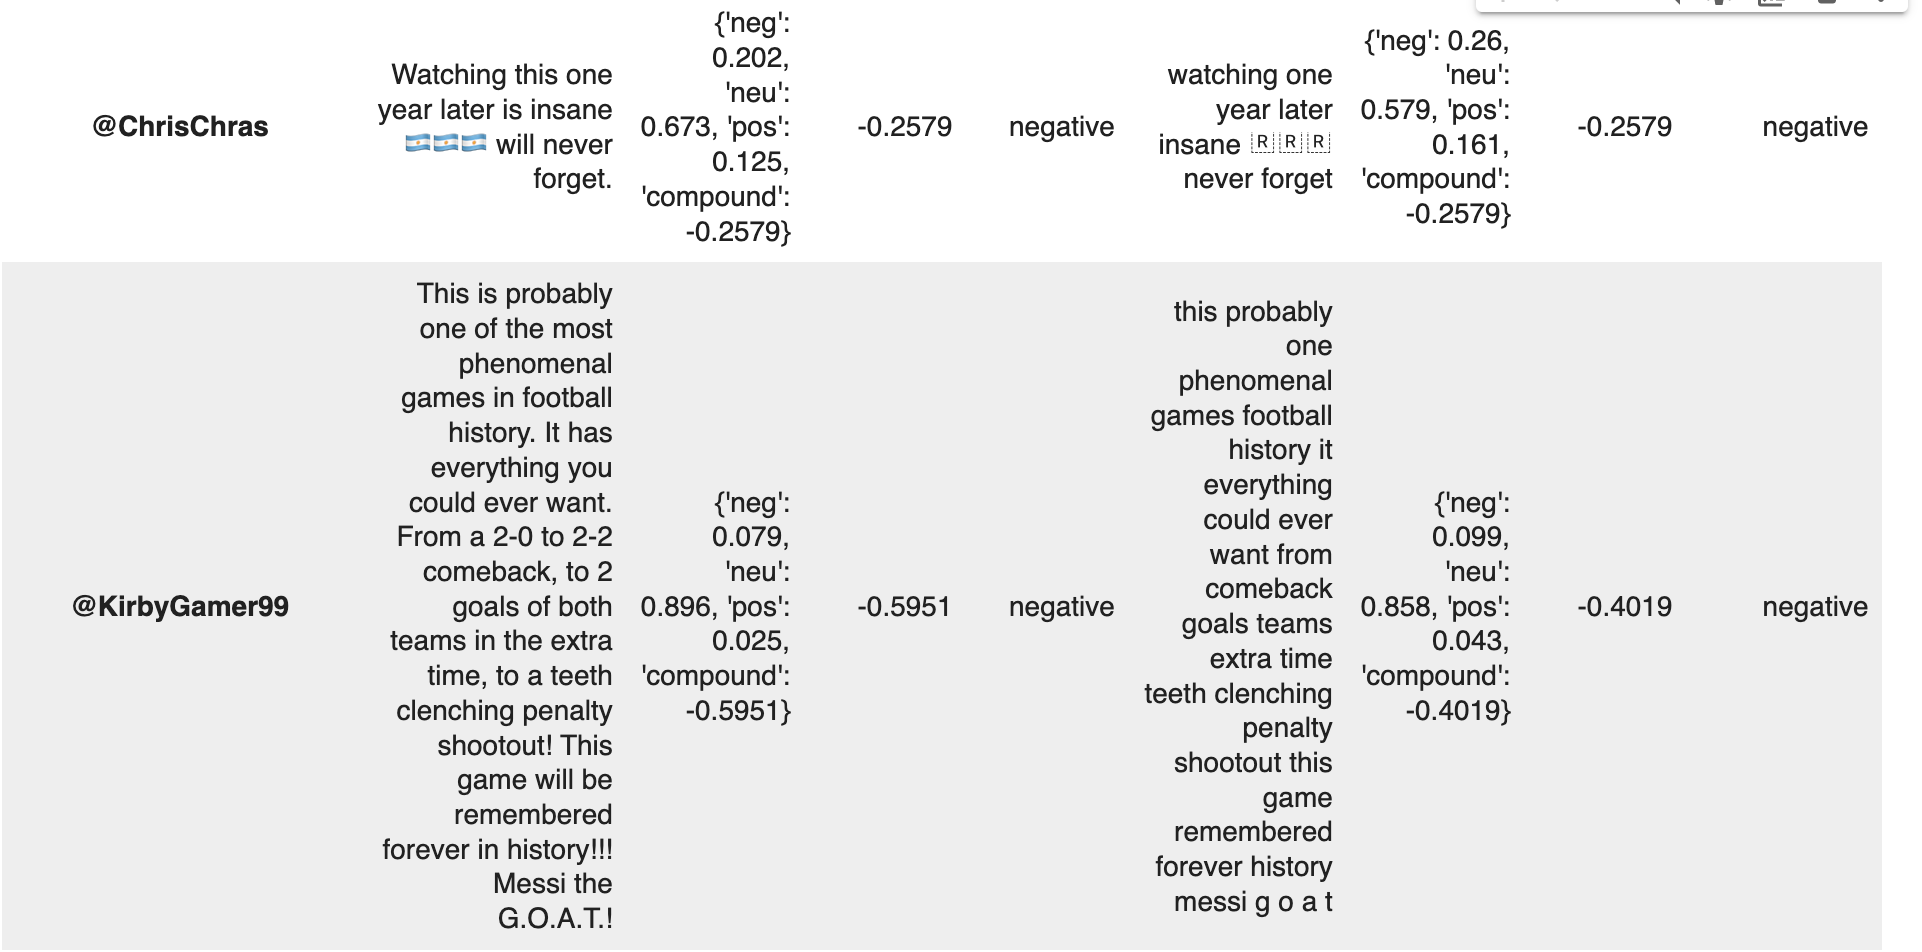 @ChrisChras
Watching this one
year later is insane
🇦🇷🇦🇷🇦🇷 will never
forget.
{'neg':
0.202,
'neu':
0.673, 'pos':
0.125,
'compound':
-0.2579}
-0.2579
negative
watching one
year later
insane 🇷 🇷 🇷
never forget
{'neg': 0.26,
'neu':
0.579, 'pos':
0.161,
'compound':
-0.2579}
-0.2579
negative
@KirbyGamer99
This is probably
one of the most
phenomenal
games in football
history. It has
everything you
could ever want.
From a 2-0 to 2-2
comeback, to 2
goals of both
teams in the extra
time, to a teeth
clenching penalty
shootout! This
game will be
remembered
forever in history!!!
Messi the
G.O.A.T.!
{'neg':
0.079,
'neu':
0.896, 'pos':
0.025,
'compound':
-0.5951}
-0.5951
negative
this probably
one
phenomenal
games football
history it
everything
could ever
want from
comeback
goals teams
extra time
teeth clenching
penalty
shootout this
game
remembered
forever history
messi g o a t
{'neg':
0.099,
'neu':
0.858, 'pos':
0.043,
'compound':
-0.4019}
-0.4019
negative